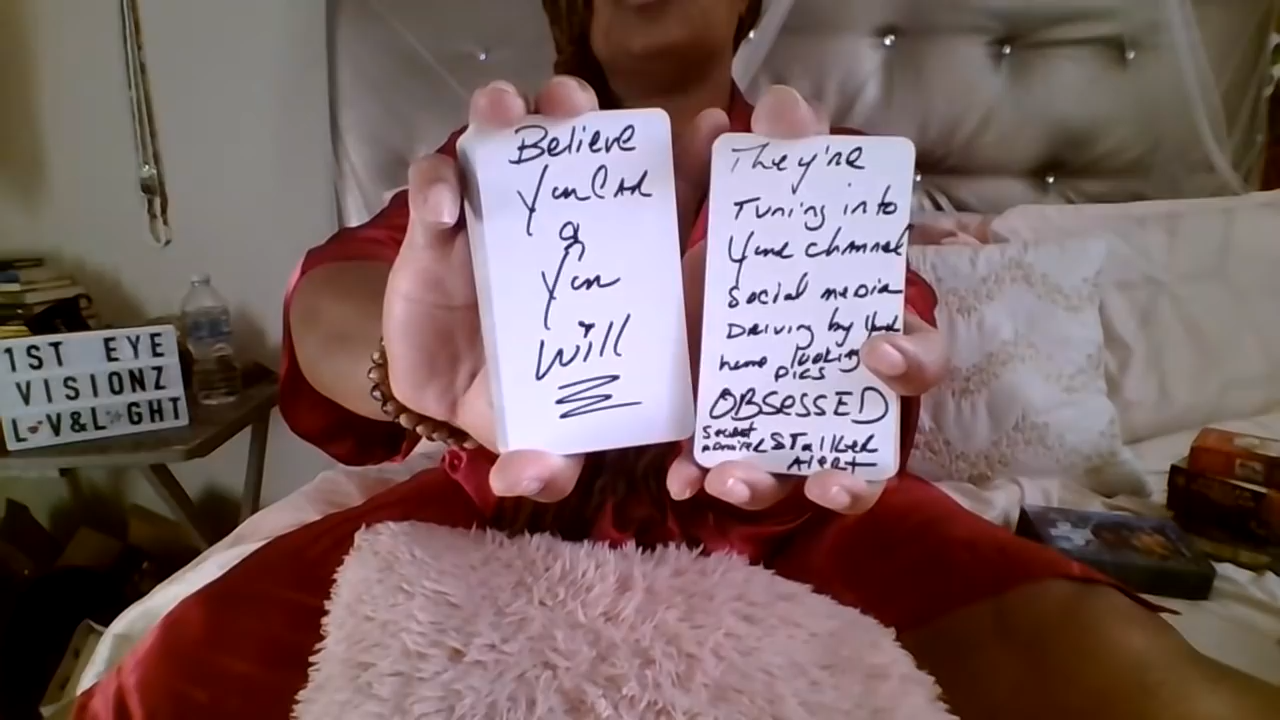 Believe
You CAN
&
You
Will
They're
Tuning into
Your channel
Social media
Driving by Your
home looking
pics
OBSESSED
Secret
Admirer STalker
Alert
1ST EYE
VISIONZ
L♥V&LIGHT